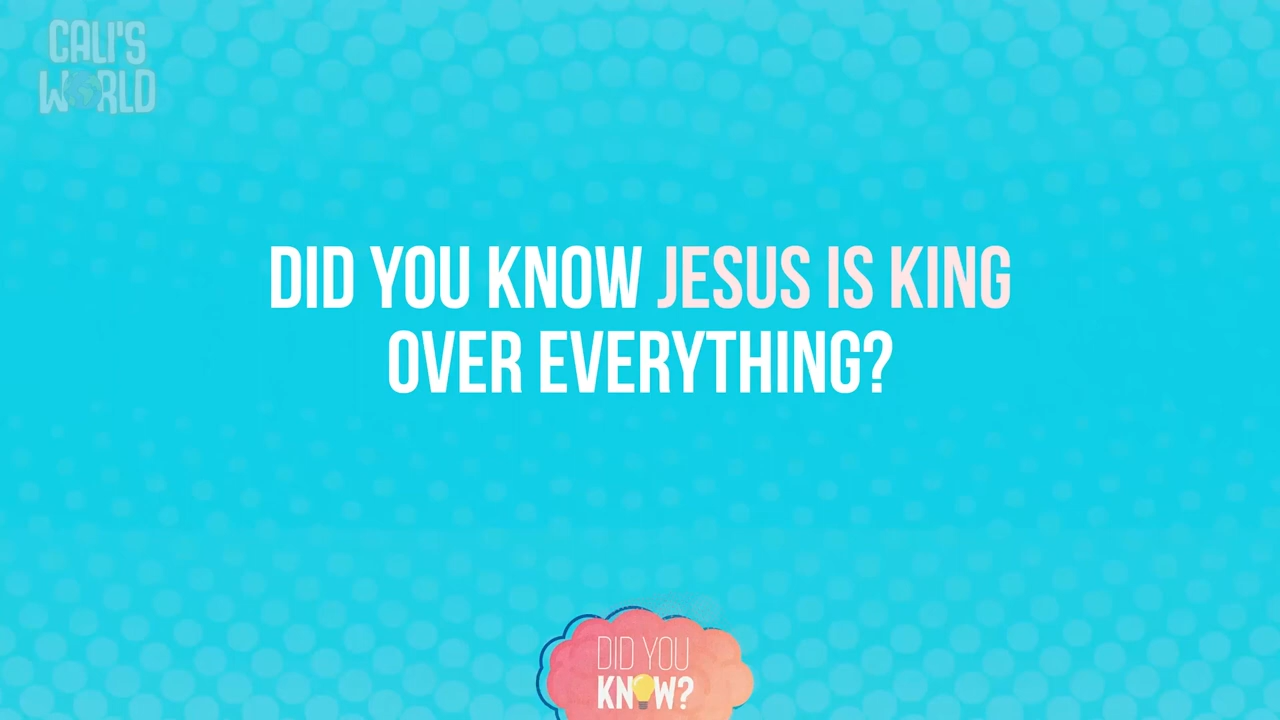 CALI'S
WORLD
DID YOU KNOW JESUS IS KING
OVER EVERYTHING?
DID YOU
KNOW?